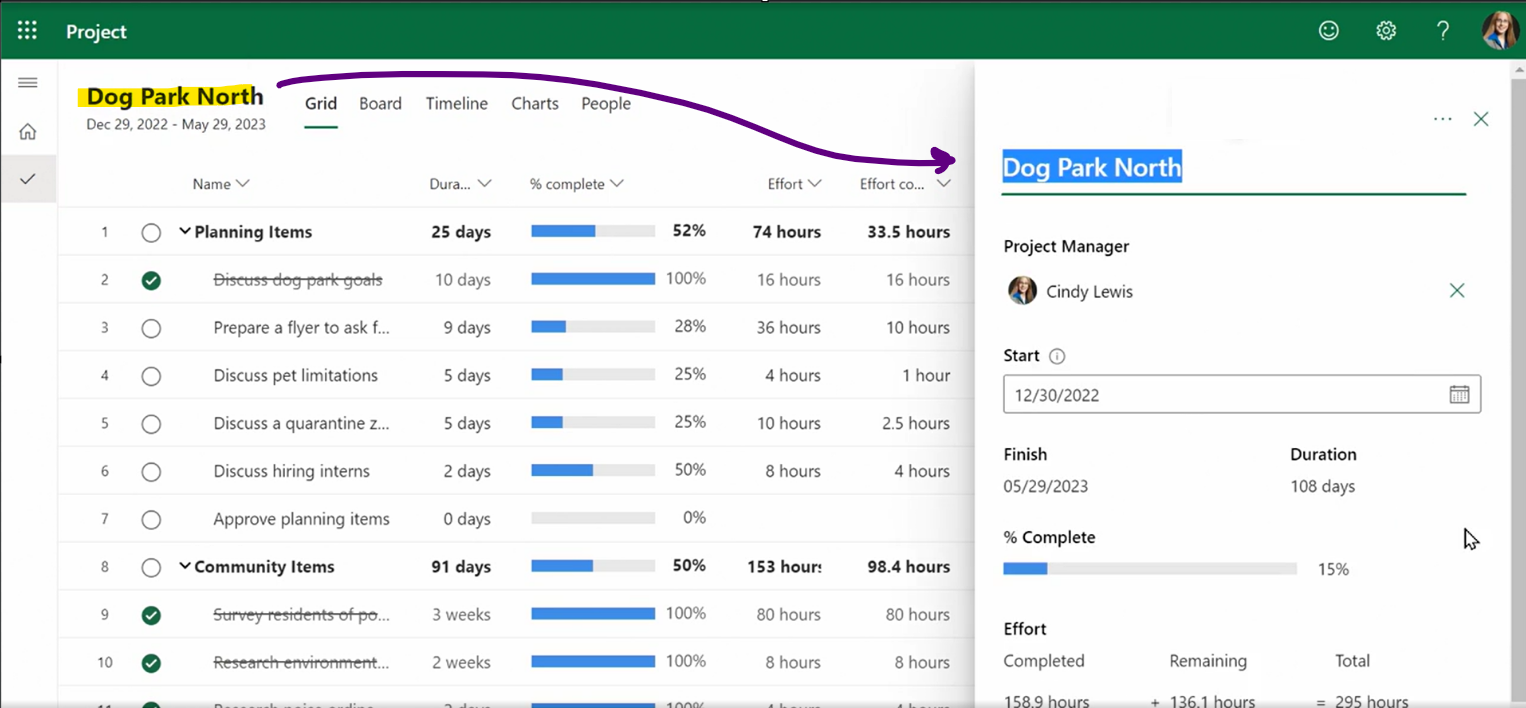 Project
Dog Park North
Dec 29, 2022 - May 29, 2023
Grid Board Timeline Charts People
Name Dura... % complete Effort Effort co...
1 Planning Items 25 days 52% 74 hours 33.5 hours
2 Discuss dog park goals 10 days 100% 16 hours 16 hours
3 Prepare a flyer to ask f... 9 days 28% 36 hours 10 hours
4 Discuss pet limitations 5 days 25% 4 hours 1 hour
5 Discuss a quarantine z... 5 days 25% 10 hours 2.5 hours
6 Discuss hiring interns 2 days 50% 8 hours 4 hours
7 Approve planning items 0 days 0%
8 Community Items 91 days 50% 153 hours 98.4 hours
9 Survey residents of po... 3 weeks 100% 80 hours 80 hours
10 Research environment... 2 weeks 100% 8 hours 8 hours
Dog Park North
Project Manager
Cindy Lewis
Start
12/30/2022
Finish Duration
05/29/2023 108 days
% Complete
15%
Effort
Completed Remaining Total
158.9 hours + 136.1 hours = 295 hours